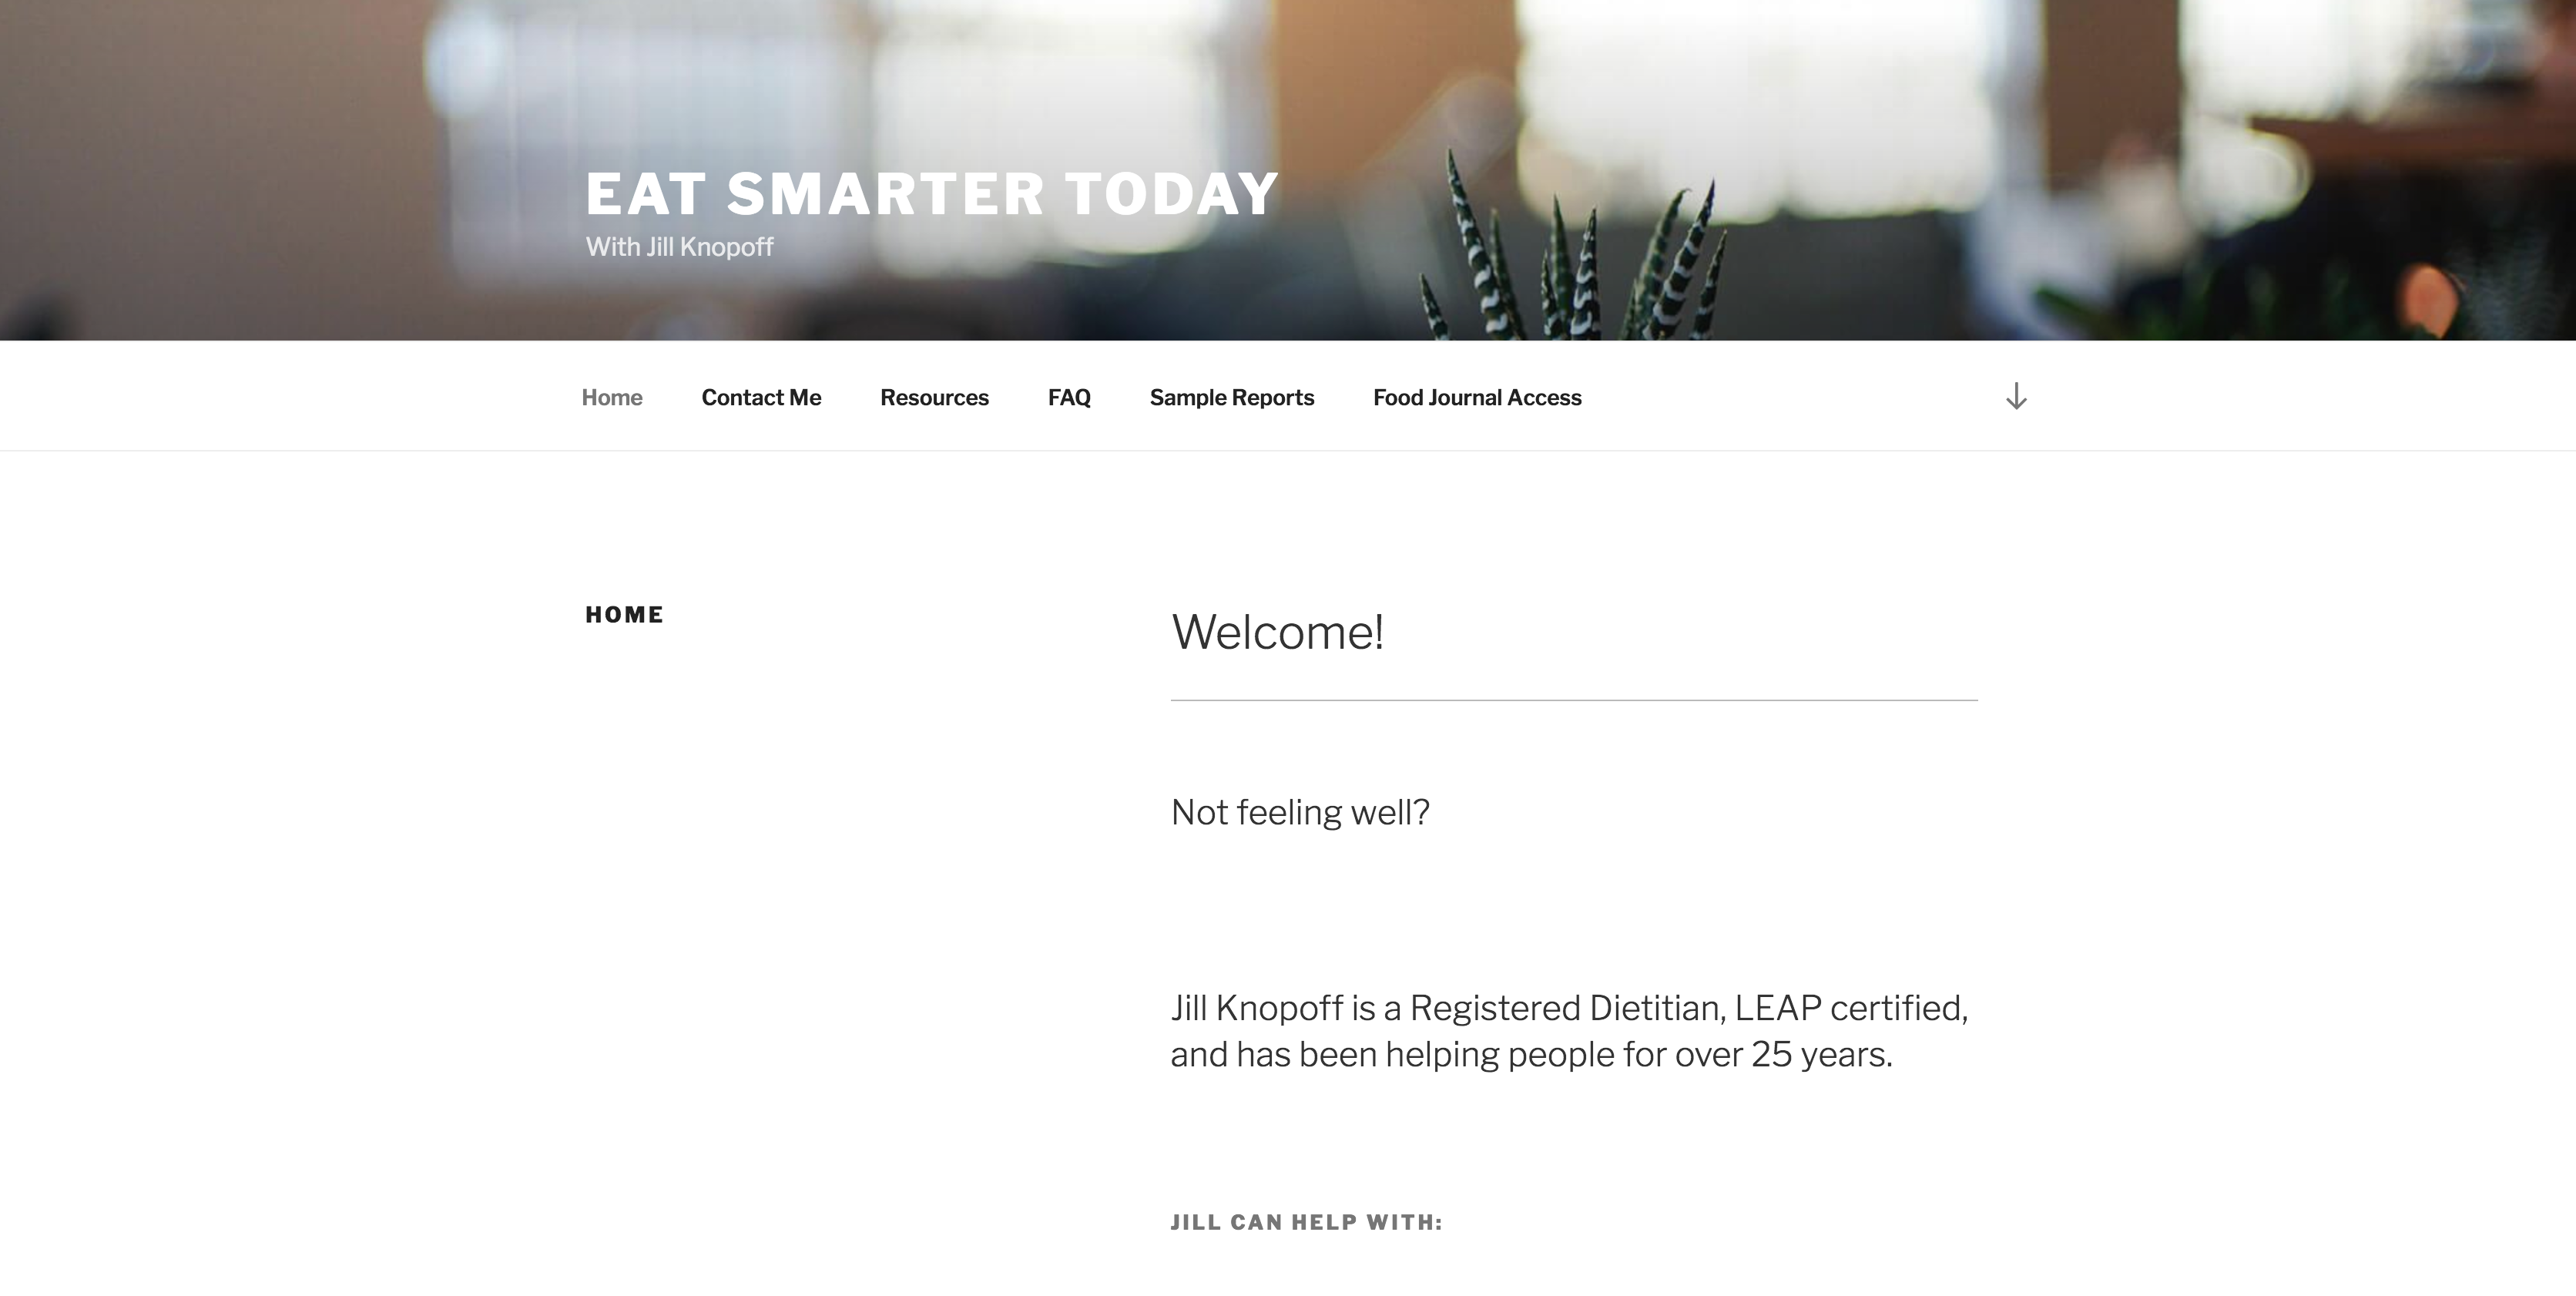 EAT SMARTER TODAY
With Jill Knopoff
Home Contact Me Resources FAQ Sample Reports Food Journal Access
HOME
Welcome!
Not feeling well?
Jill Knopoff is a Registered Dietitian, LEAP certified,
and has been helping people for over 25 years.
JILL CAN HELP WITH: